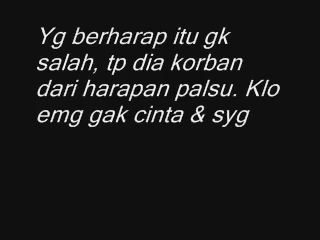 Yg berharap itu gk
salah, tp dia korban
dari harapan palsu. Klo
emg gak cinta & syg